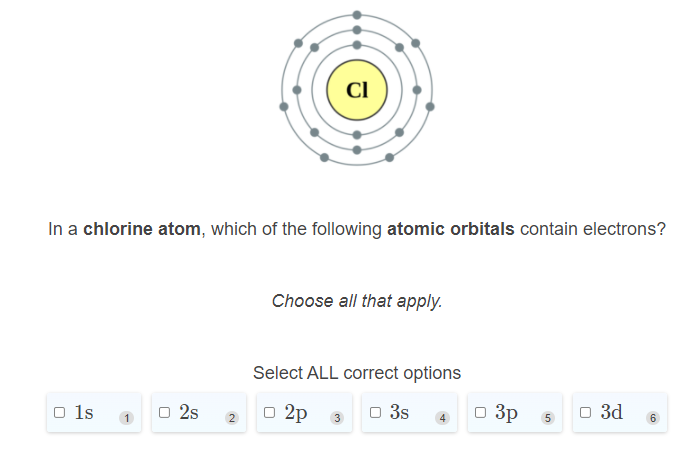 Cl
In a chlorine atom, which of the following atomic orbitals contain electrons?
Choose all that apply.
Select ALL correct options
1s 1 2s 2 2p 3 3s 4 3p 5 3d 6